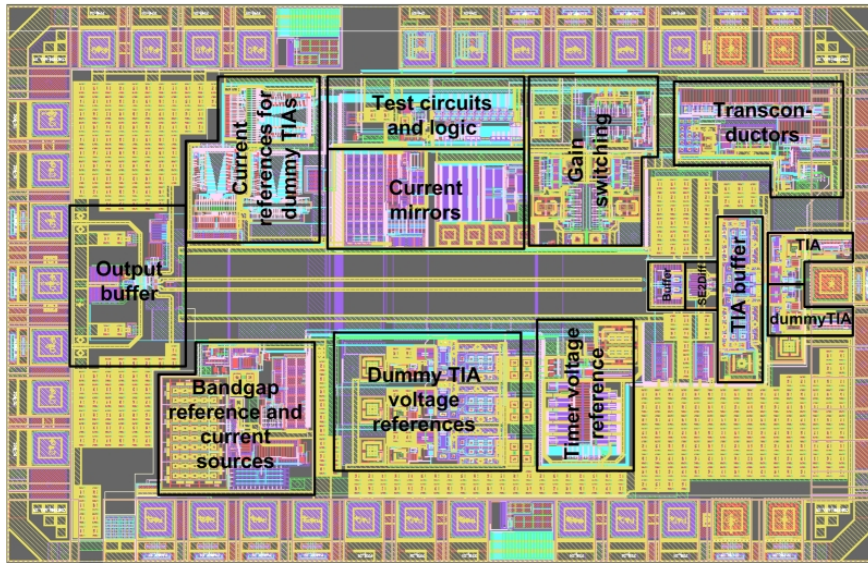 Current
references for
dummy TIAs
Test circuits
and logic
Current
mirrors
Gain
switching
Transcon-
ductors
Output
buffer
Buffer
SE2Diff
TIA buffer
TIA
dummyTIA
Bandgap
reference and
current
sources
Dummy TIA
voltage
references
Timer voltage
reference